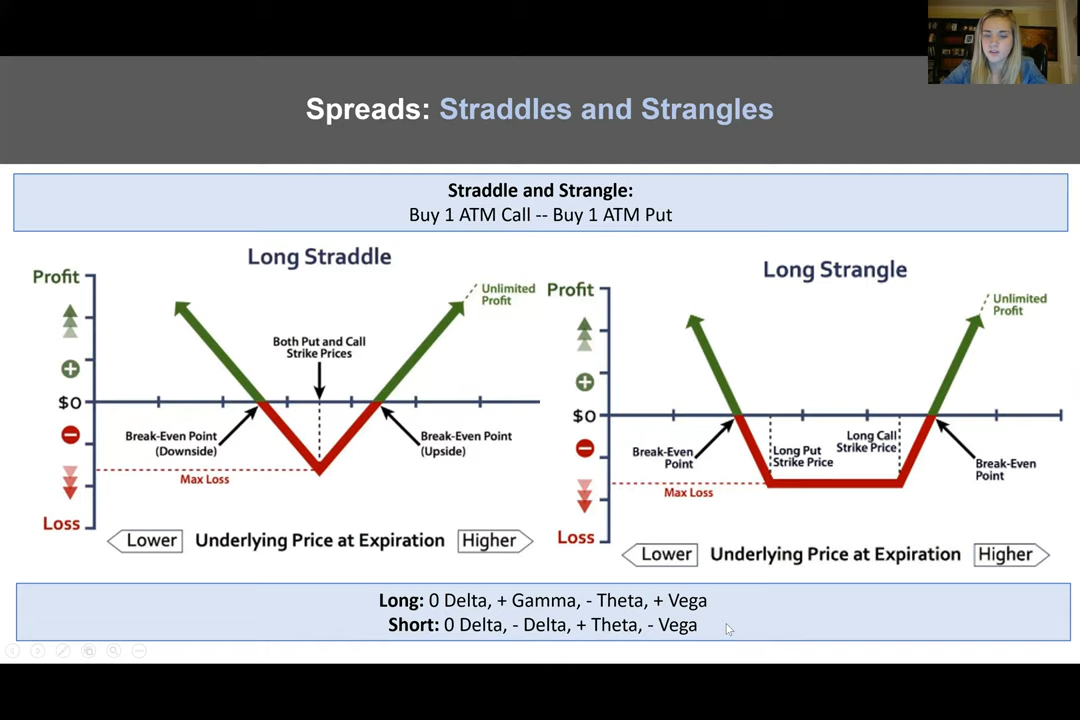 Spreads: Straddles and Strangles
Straddle and Strangle:
Buy 1 ATM Call -- Buy 1 ATM Put
Long Straddle
Profit
Unlimited
Profit
Both Put and Call
Strike Prices
$0
Break-Even Point
(Downside)
Break-Even Point
(Upside)
Max Loss
Loss
Lower
Underlying Price at Expiration
Higher
Long Strangle
Profit
Unlimited
Profit
$0
Break-Even
Point
Long Put
Strike Price
Long Call
Strike Price
Break-Even
Point
Max Loss
Loss
Lower
Underlying Price at Expiration
Higher
Long: 0 Delta, + Gamma, - Theta, + Vega
Short: 0 Delta, - Delta, + Theta, - Vega